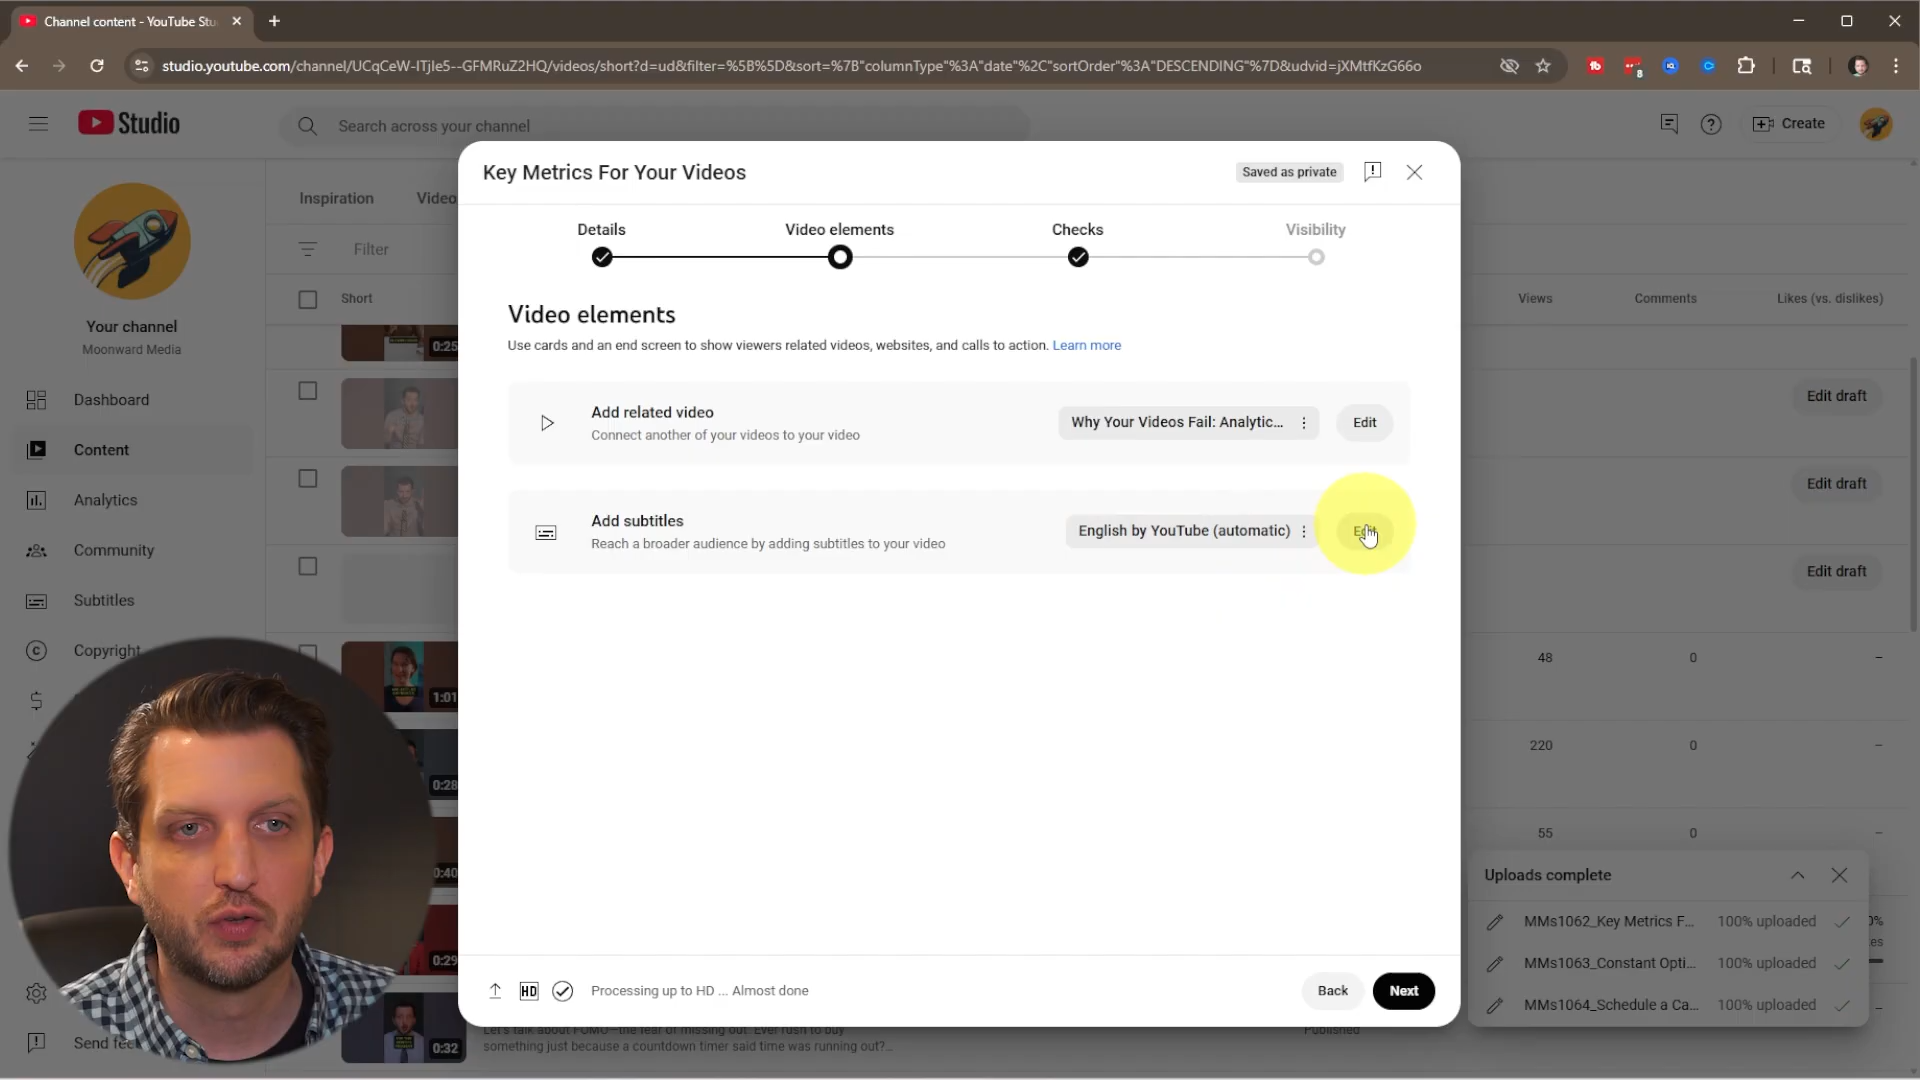 Channel content - YouTube Stu
studio.youtube.com/channel/UCqCeW-ITjle5--GFMRuZ2HQ/videos/short?d=ud&filter=%5B%5D&sort=%7B"columnType"%3A"date"%2C"sortOrder"%3A"DESCENDING"%7D&udvid=jXMtfKzG66o
8
Studio
Search across your channel
Create
Key Metrics For Your Videos
Saved as private
Details
Video elements
Checks
Visibility
Video elements
Use cards and an end screen to show viewers related videos, websites, and calls to action. Learn more
Add related video
Connect another of your videos to your video
Why Your Videos Fail: Analytic...
Edit
Add subtitles
Reach a broader audience by adding subtitles to your video
English by YouTube (automatic)
Edit
HD
Processing up to HD ... Almost done
Back
Next
Your channel
Moonward Media
Dashboard
Content
Analytics
Community
Subtitles
Copyright
Send
Inspiration
Video
Filter
Short
Views
Comments
Likes (vs. dislikes)
0:25
Edit draft
Edit draft
Edit draft
1:01
48
0
–
0:28
220
0
–
0:40
55
0
–
0:29
0:32
Let's talk about FOMO—the fear of missing out. Ever rush to buy
something just because a countdown timer said time was running out?...
Published
Uploads complete
MMs1062_Key Metrics F...
100% uploaded
MMs1063_Constant Opti...
100% uploaded
MMs1064_Schedule a Ca...
100% uploaded